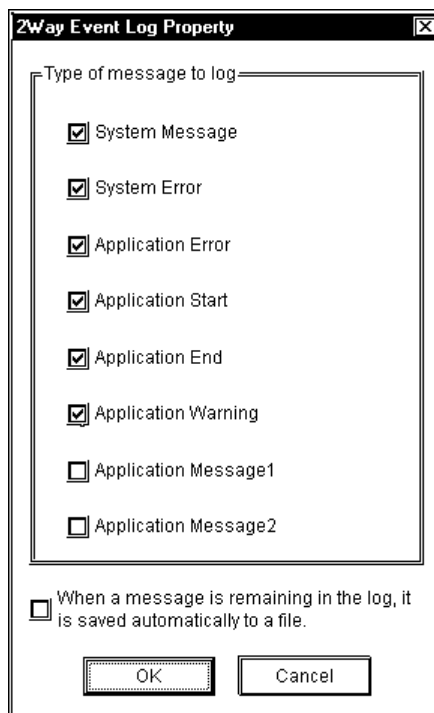 2Way Event Log Property
Type of message to log
System Message
System Error
Application Error
Application Start
Application End
Application Warning
Application Message1
Application Message2
When a message is remaining in the log, it
is saved automatically to a file.
OK
Cancel